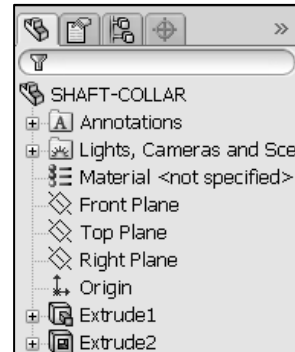 SHAFT-COLLAR
A Annotations
Lights, Cameras and Sce
Material <not specified>
Front Plane
Top Plane
Right Plane
Origin
Extrude1
Extrude2